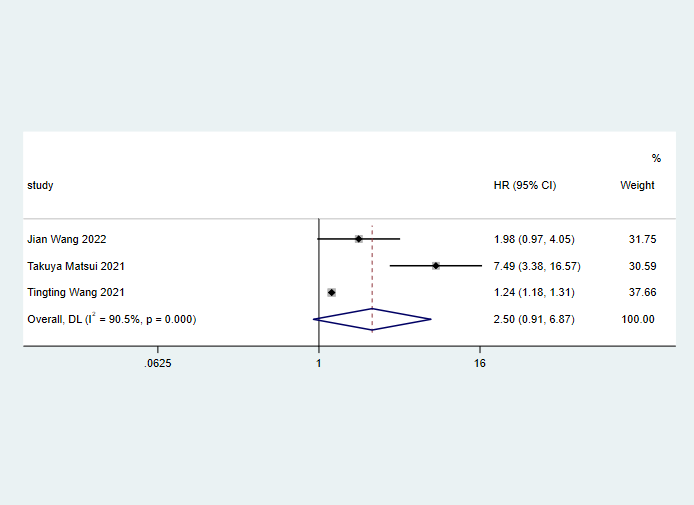 %
study HR (95% CI) Weight
Jian Wang 2022 1.98 (0.97, 4.05) 31.75
Takuya Matsui 2021 7.49 (3.38, 16.57) 30.59
Tingting Wang 2021 1.24 (1.18, 1.31) 37.66
Overall, DL (I² = 90.5%, p = 0.000) 2.50 (0.91, 6.87) 100.00
.0625 1 16